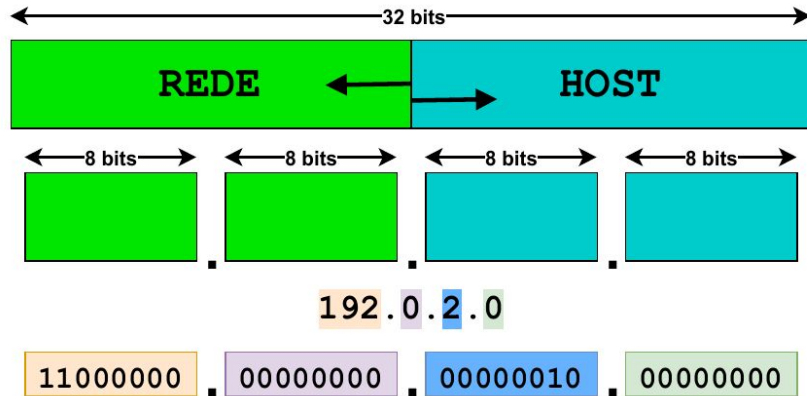 32 bits
REDE HOST
8 bits 8 bits 8 bits 8 bits
. . .
192.0.2.0
11000000.00000000.00000010.00000000